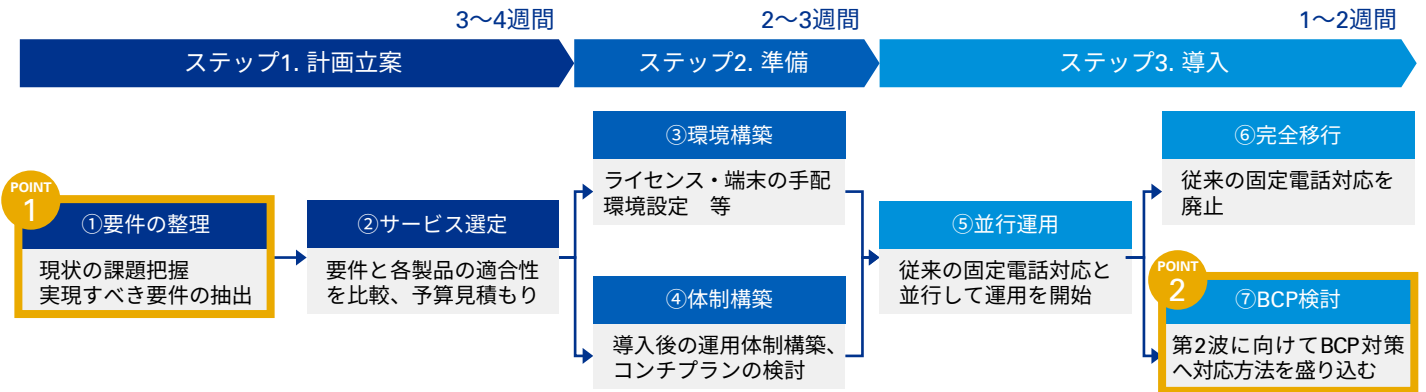 3～4週間
2～3週間
1～2週間
ステップ1. 計画立案
ステップ2. 準備
ステップ3. 導入
POINT
1
①要件の整理
現状の課題把握
実現すべき要件の抽出
②サービス選定
要件と各製品の適合性
を比較、予算見積もり
③環境構築
ライセンス・端末の手配
環境設定　等
④体制構築
導入後の運用体制構築、
コンチプランの検討
⑤並行運用
従来の固定電話対応と
並行して運用を開始
⑥完全移行
従来の固定電話対応を
廃止
POINT
2
⑦BCP検討
第2波に向けてBCP対策
へ対応方法を盛り込む